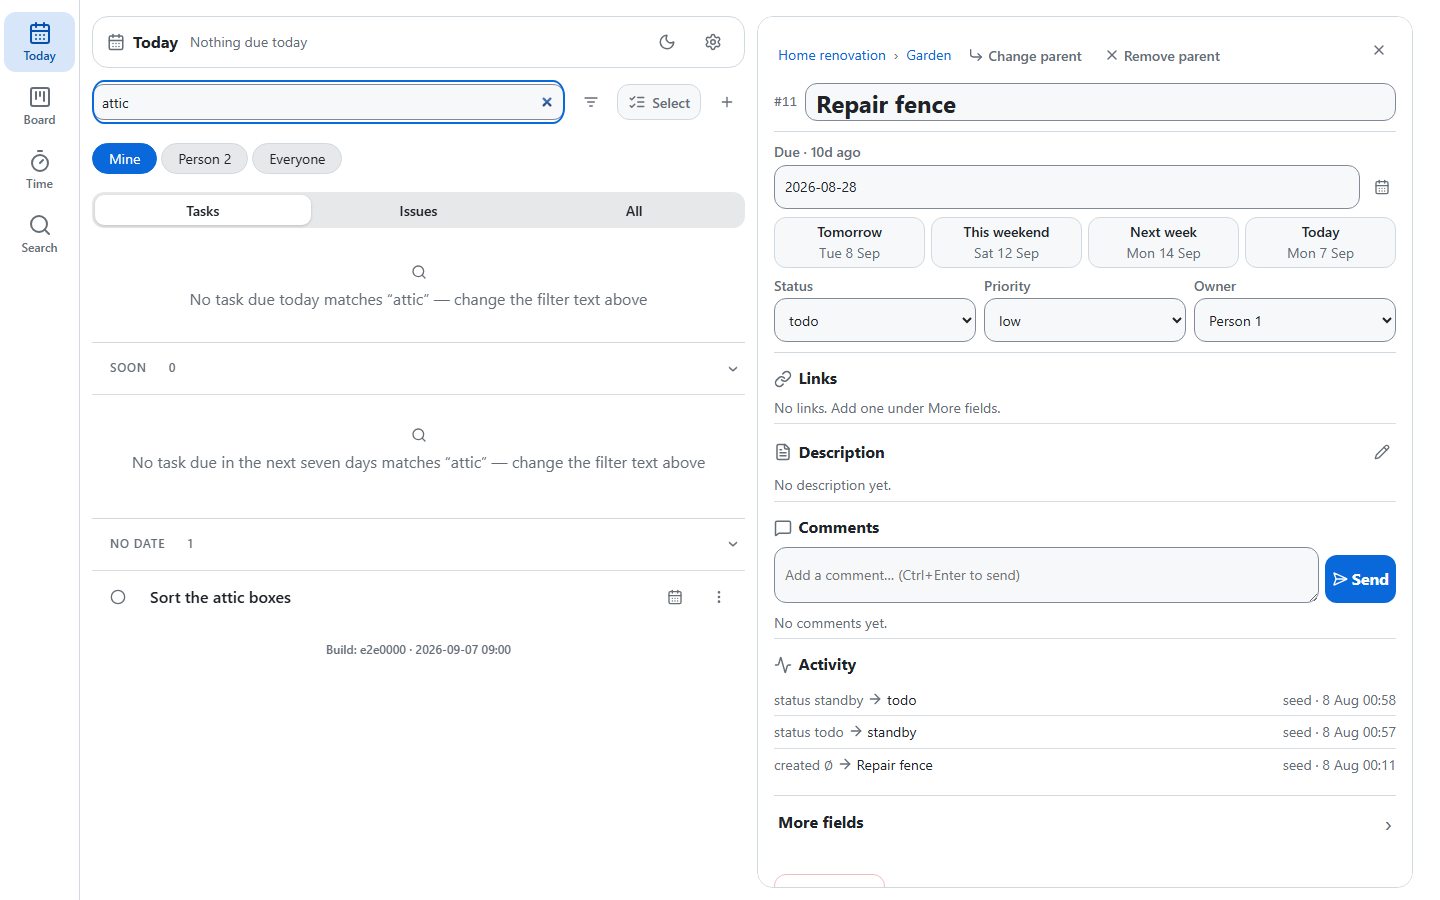 Today
Board
Time
Search
Today Nothing due today
attic
Select
Mine Person 2 Everyone
Tasks Issues All
No task due today matches “attic” — change the filter text above
SOON 0
No task due in the next seven days matches “attic” — change the filter text above
NO DATE 1
Sort the attic boxes
Build: e2e0000 · 2026-09-07 09:00
Home renovation › Garden Change parent Remove parent
#11 Repair fence
Due · 10d ago
2026-08-28
Tomorrow This weekend Next week Today
Tue 8 Sep Sat 12 Sep Mon 14 Sep Mon 7 Sep
Status Priority Owner
todo low Person 1
Links
No links. Add one under More fields.
Description
No description yet.
Comments
Add a comment... (Ctrl+Enter to send)
Send
No comments yet.
Activity
status standby → todo seed · 8 Aug 00:58
status todo → standby seed · 8 Aug 00:57
created ∅ → Repair fence seed · 8 Aug 00:11
More fields